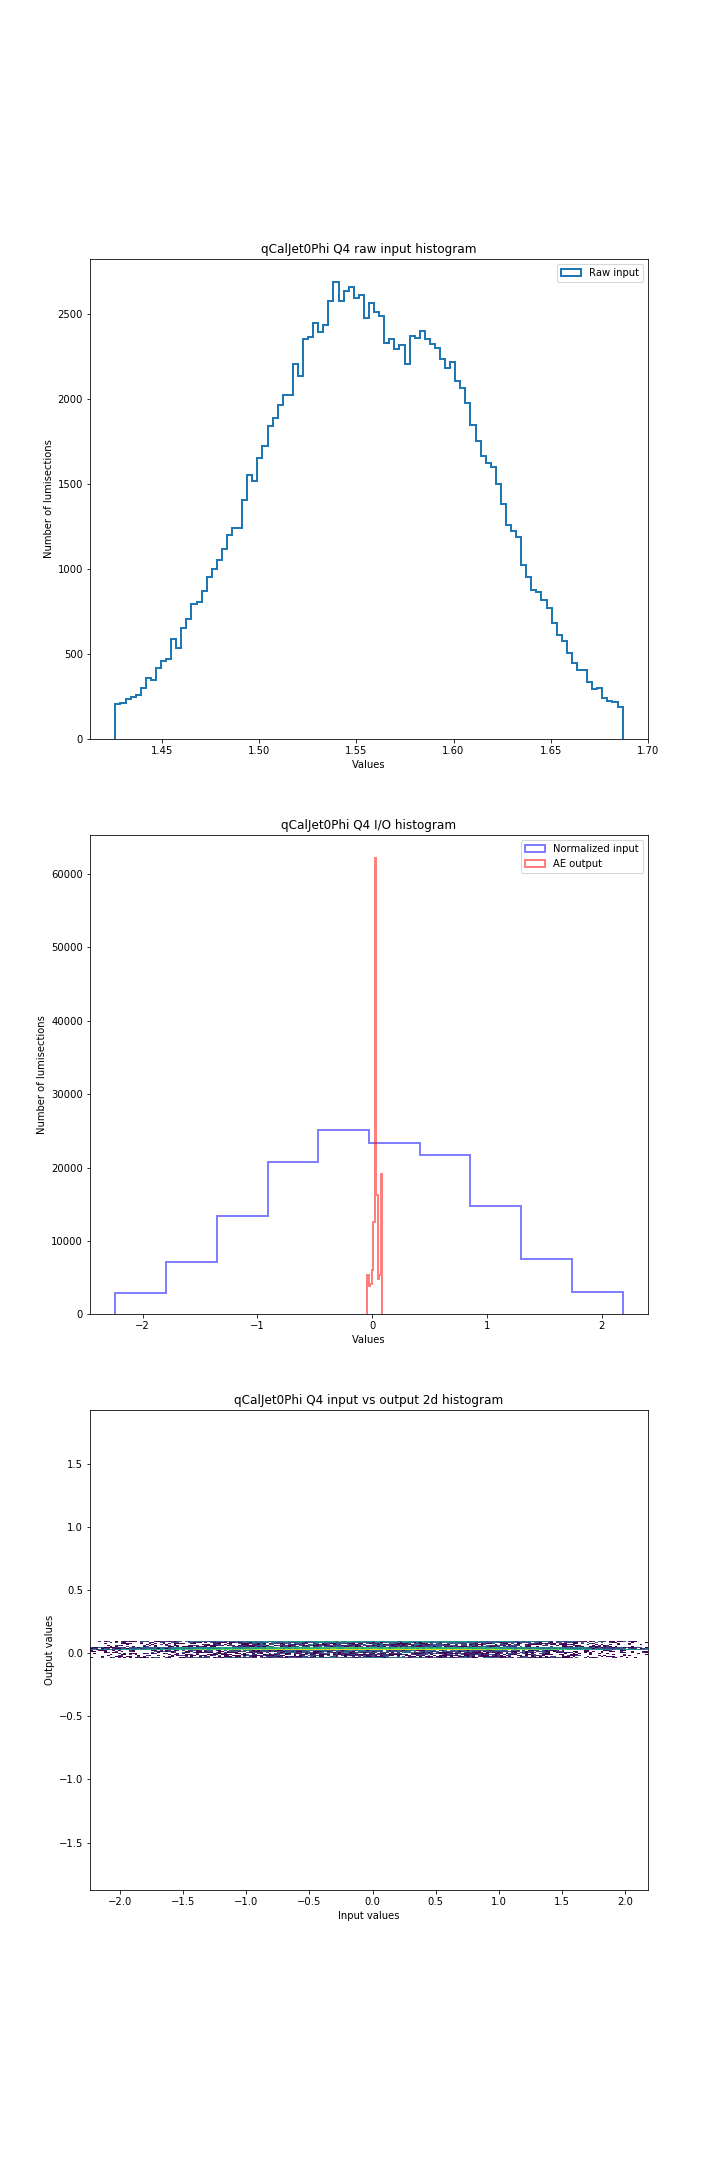 qCalJet0Phi Q4 raw input histogram
Raw input
2500
2000
1500
1000
500
0
Number of lumisections
1.45 1.50 1.55 1.60 1.65 1.70
Values
qCalJet0Phi Q4 I/O histogram
Normalized input
AE output
60000
50000
40000
30000
20000
10000
0
Number of lumisections
−2 −1 0 1 2
Values
qCalJet0Phi Q4 input vs output 2d histogram
1.5
1.0
0.5
0.0
−0.5
−1.0
−1.5
Output values
−2.0 −1.5 −1.0 −0.5 0.0 0.5 1.0 1.5 2.0
Input values